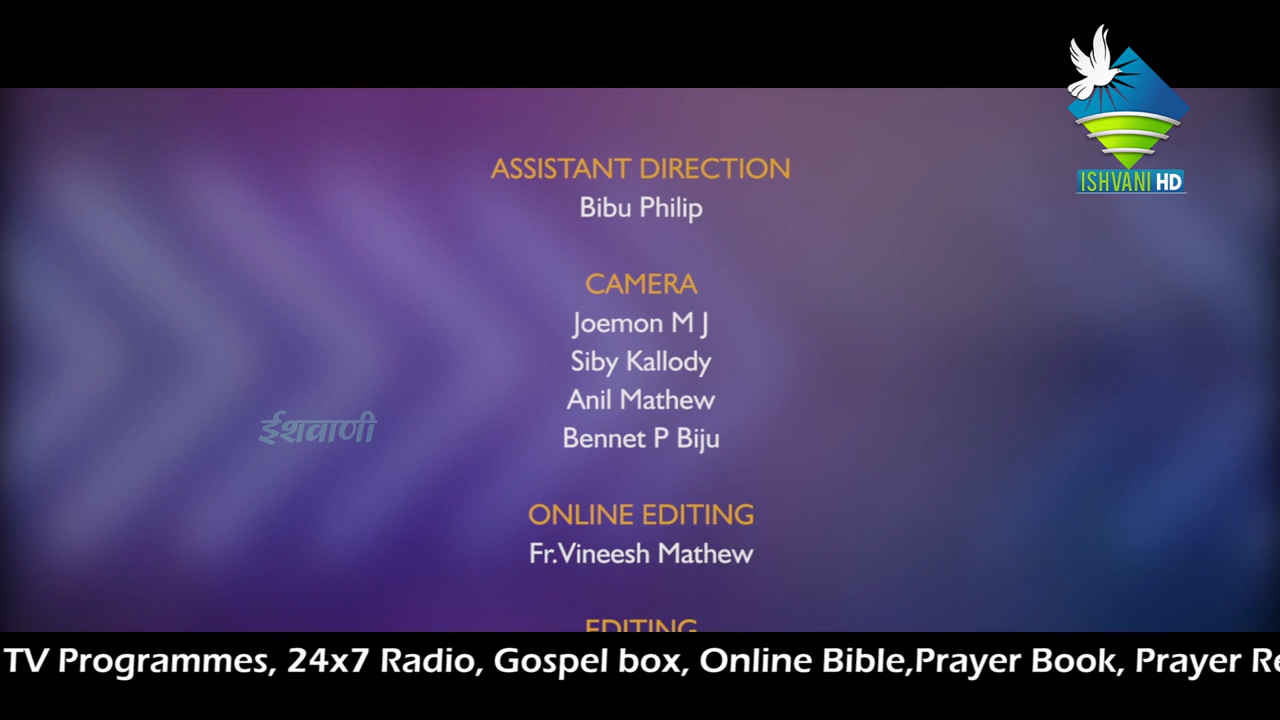 ISHVANI HD
ASSISTANT DIRECTION
Bibu Philip
CAMERA
Joemon M J
Siby Kallody
Anil Mathew
Bennet P Biju
ईशवाणी
ONLINE EDITING
Fr.Vineesh Mathew
EDITING
TV Programmes, 24x7 Radio, Gospel box, Online Bible,Prayer Book, Prayer